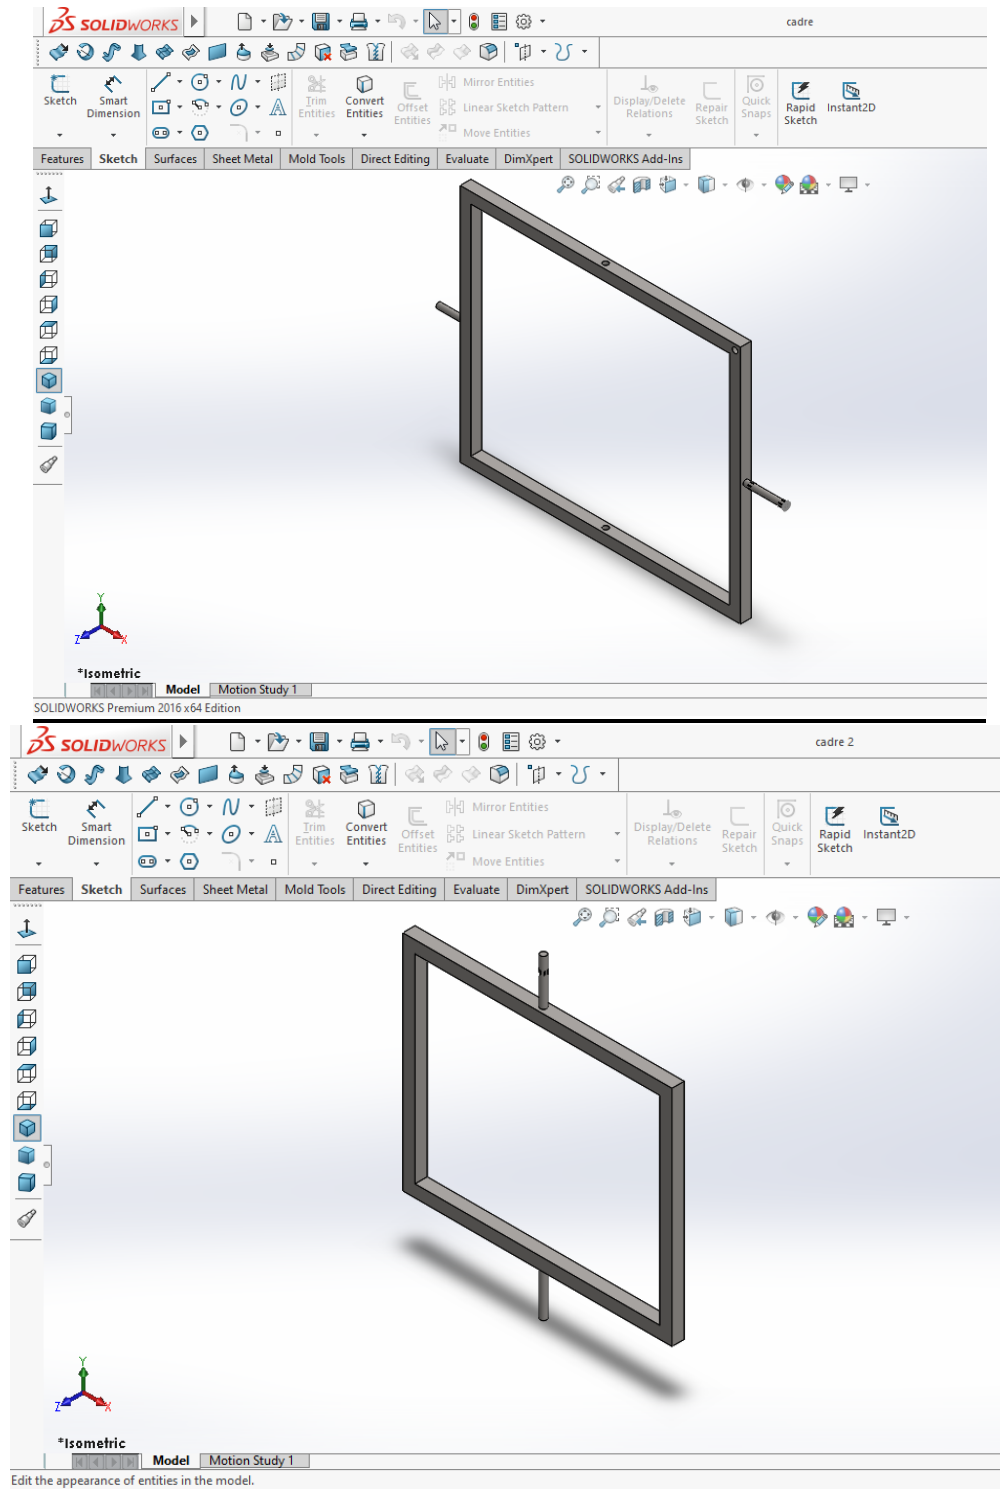 SOLIDWORKS
cadre
Sketch
Smart Dimension
Trim Entities
Convert Entities
Offset Entities
Mirror Entities
Linear Sketch Pattern
Move Entities
Display/Delete Relations
Repair Sketch
Quick Snaps
Rapid Sketch
Instant2D
Features Sketch Surfaces Sheet Metal Mold Tools Direct Editing Evaluate DimXpert SOLIDWORKS Add-Ins
Y
Z X
*Isometric
Model Motion Study 1
SOLIDWORKS Premium 2016 x64 Edition
SOLIDWORKS
cadre 2
Sketch
Smart Dimension
Trim Entities
Convert Entities
Offset Entities
Mirror Entities
Linear Sketch Pattern
Move Entities
Display/Delete Relations
Repair Sketch
Quick Snaps
Rapid Sketch
Instant2D
Features Sketch Surfaces Sheet Metal Mold Tools Direct Editing Evaluate DimXpert SOLIDWORKS Add-Ins
Y
Z X
*Isometric
Model Motion Study 1
Edit the appearance of entities in the model.